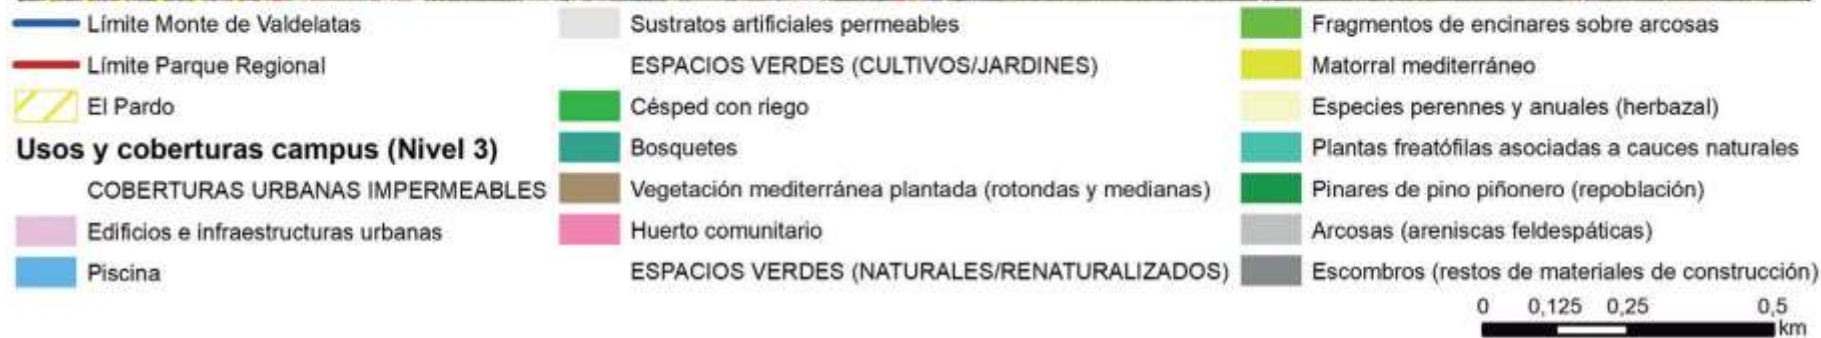 Límite Monte de Valdelatas
Límite Parque Regional
El Pardo
Usos y coberturas campus (Nivel 3)
COBERTURAS URBANAS IMPERMEABLES
Edificios e infraestructuras urbanas
Piscina
Sustratos artificiales permeables
ESPACIOS VERDES (CULTIVOS/JARDINES)
Césped con riego
Bosquetes
Vegetación mediterránea plantada (rotondas y medianas)
Huerto comunitario
ESPACIOS VERDES (NATURALES/RENATURALIZADOS)
Fragmentos de encinares sobre arcosas
Matorral mediterráneo
Especies perennes y anuales (herbazal)
Plantas freatófilas asociadas a cauces naturales
Pinares de pino piñonero (repoblación)
Arcosas (areniscas feldespáticas)
Escombros (restos de materiales de construcción)
0 0,125 0,25 0,5
km